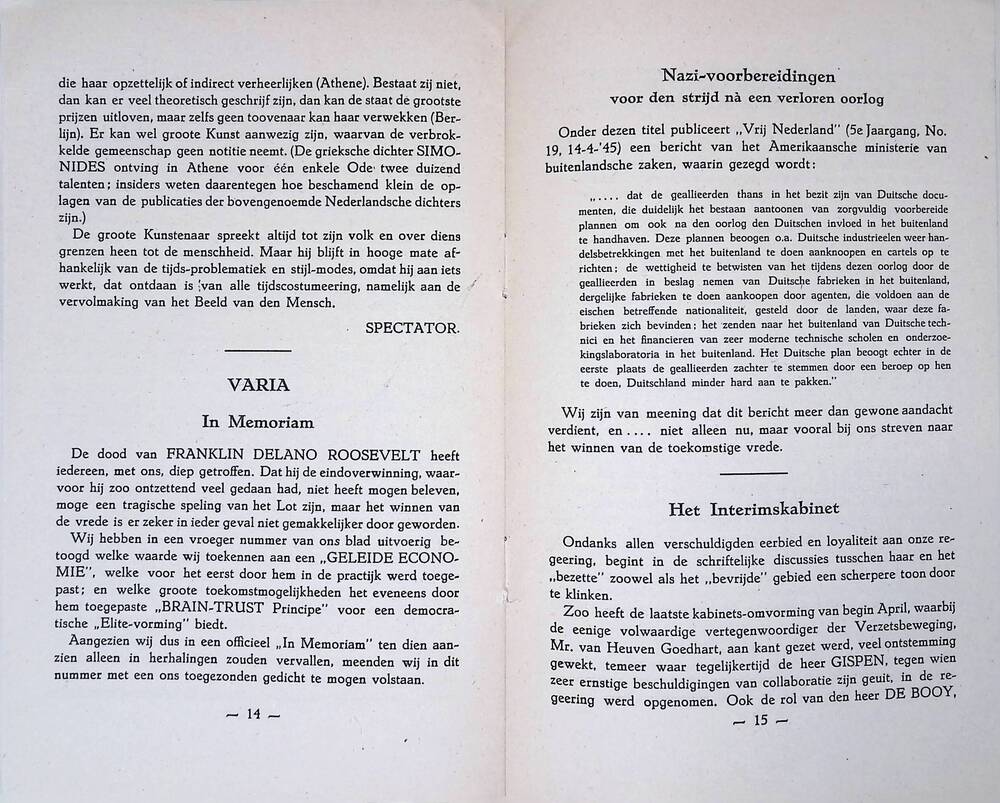 die haar opzettelijk of indirect verheerlijken (Athene). Bestaat zij niet,
dan kan er veel theoretisch geschrijf zijn, dan kan de staat de grootste
prijzen uitloven, maar zelfs geen toovenaar kan haar verwekken (Ber-
lijn). Er kan wel groote Kunst aanwezig zijn, waarvan de verbrok-
kelde gemeenschap geen notitie neemt. (De grieksche dichter SIMO-
NIDES ontving in Athene voor één enkele Ode twee duizend
talenten; insiders weten daarentegen hoe beschamend klein de op-
lagen van de publicaties der bovengenoemde Nederlandsche dichters
zijn.)
De groote Kunstenaar spreekt altijd tot zijn volk en over diens
grenzen heen tot de menschheid. Maar hij blijft in hooge mate af-
hankelijk van de tijds-problematiek en stijl-modes, omdat hij aan iets
werkt, dat ontdaan is van alle tijdscostumeering, namelijk aan de
vervolmaking van het Beeld van den Mensch.
SPECTATOR.
VARIA
In Memoriam
De dood van FRANKLIN DELANO ROOSEVELT heeft
iedereen, met ons, diep getroffen. Dat hij de eindoverwinning, waar-
voor hij zoo ontzettend veel gedaan had, niet heeft mogen beleven,
moge een tragische speling van het Lot zijn, maar het winnen van
de vrede is er zeker in ieder geval niet gemakkelijker door geworden.
Wij hebben in een vroeger nummer van ons blad uitvoerig be-
toogd welke waarde wij toekennen aan een „GELEIDE ECONO-
MIE”, welke voor het eerst door hem in de practijk werd toege-
past; en welke groote toekomstmogelijkheden het eveneens door
hem toegepaste „BRAIN-TRUST Principe” voor een democra-
tische „Elite-vorming” biedt.
Aangezien wij dus in een officieel „In Memoriam” ten dien aan-
zien alleen in herhalingen zouden vervallen, meenden wij in dit
nummer met een ons toegezonden gedicht te mogen volstaan.
— 14 —
Nazi-voorbereidingen
voor den strijd nà een verloren oorlog
Onder dezen titel publiceert „Vrij Nederland” (5e Jaargang, No.
19, 14-4-'45) een bericht van het Amerikaansche ministerie van
buitenlandsche zaken, waarin gezegd wordt:
„.... dat de geallieerden thans in het bezit zijn van Duitsche docu-
menten, die duidelijk het bestaan aantoonen van zorgvuldig voorbereide
plannen om ook na den oorlog den Duitschen invloed in het buitenland
te handhaven. Deze plannen beoogen o.a. Duitsche industrieelen weer han-
delsbetrekkingen met het buitenland te doen aanknoopen en cartels op te
richten; de wettigheid te betwisten van het tijdens dezen oorlog door de
geallieerden in beslag nemen van Duitsche fabrieken in het buitenland,
dergelijke fabrieken te doen aankoopen door agenten, die voldoen aan de
eischen betreffende nationaliteit, gesteld door de landen, waar deze fa-
brieken zich bevinden; het zenden naar het buitenland van Duitsche tech-
nici en het financieren van zeer moderne technische scholen en onderzoe-
kingslaboratoria in het buitenland. Het Duitsche plan beoogt echter in de
eerste plaats de geallieerden zachter te stemmen door een beroep op hen
te doen, Duitschland minder hard aan te pakken.”
Wij zijn van meening dat dit bericht meer dan gewone aandacht
verdient, en .... niet alleen nu, maar vooral bij ons streven naar
het winnen van de toekomstige vrede.
Het Interimskabinet
Ondanks allen verschuldigden eerbied en loyaliteit aan onze re-
geering, begint in de schriftelijke discussies tusschen haar en het
„bezette” zoowel als het „bevrijde” gebied een scherpere toon door
te klinken.
Zoo heeft de laatste kabinets-omvorming van begin April, waarbij
de eenige volwaardige vertegenwoordiger der Verzetsbeweging,
Mr. van Heuven Goedhart, aan kant gezet werd, veel ontstemming
gewekt, temeer waar tegelijkertijd de heer GISPEN, tegen wien
zeer ernstige beschuldigingen van collaboratie zijn geuit, in de re-
geering werd opgenomen. Ook de rol van den heer DE BOOY,
— 15 —